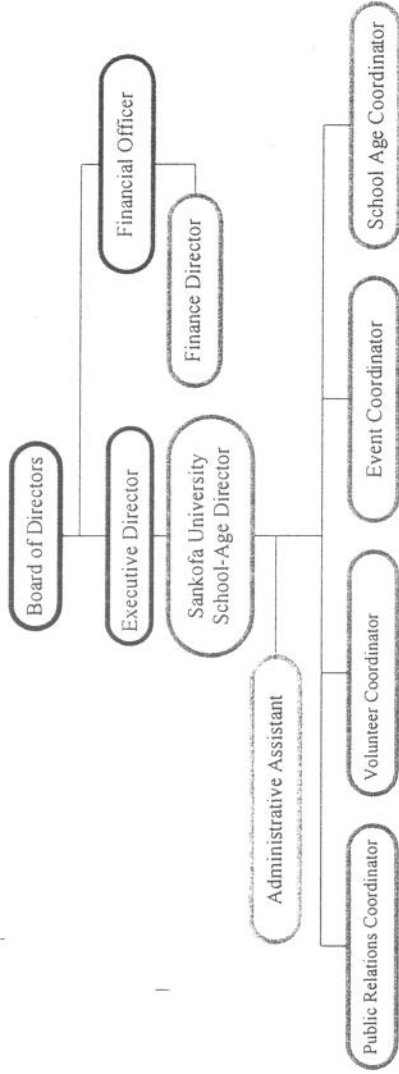 Board of Directors
Executive Director
Financial Officer
Sankofa University
School-Age Director
Finance Director
Administrative Assistant
Public Relations Coordinator
Volunteer Coordinator
Event Coordinator
School Age Coordinator